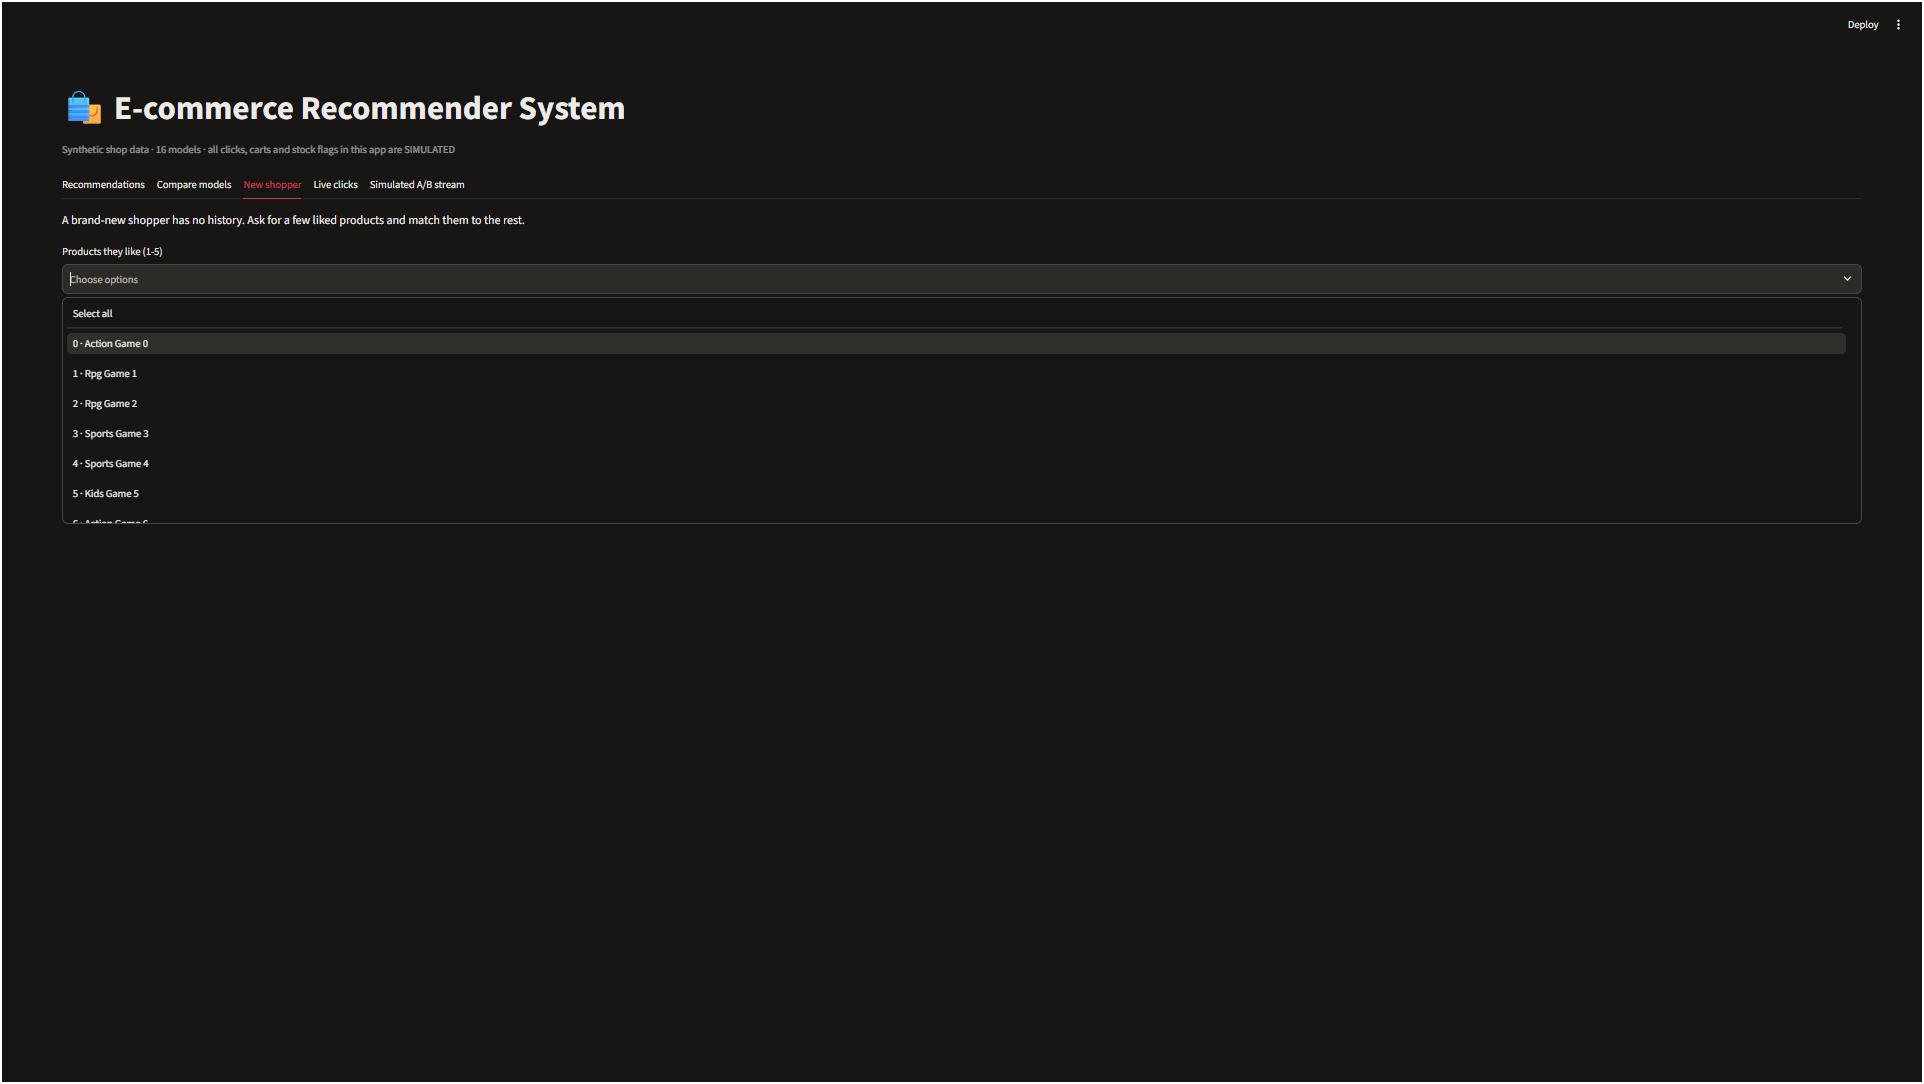 Deploy
E-commerce Recommender System
Synthetic shop data · 16 models · all clicks, carts and stock flags in this app are SIMULATED
Recommendations Compare models New shopper Live clicks Simulated A/B stream
A brand-new shopper has no history. Ask for a few liked products and match them to the rest.
Products they like (1-5)
Choose options
Select all
0 · Action Game 0
1 · Rpg Game 1
2 · Rpg Game 2
3 · Sports Game 3
4 · Sports Game 4
5 · Kids Game 5
6 · Action Game 6